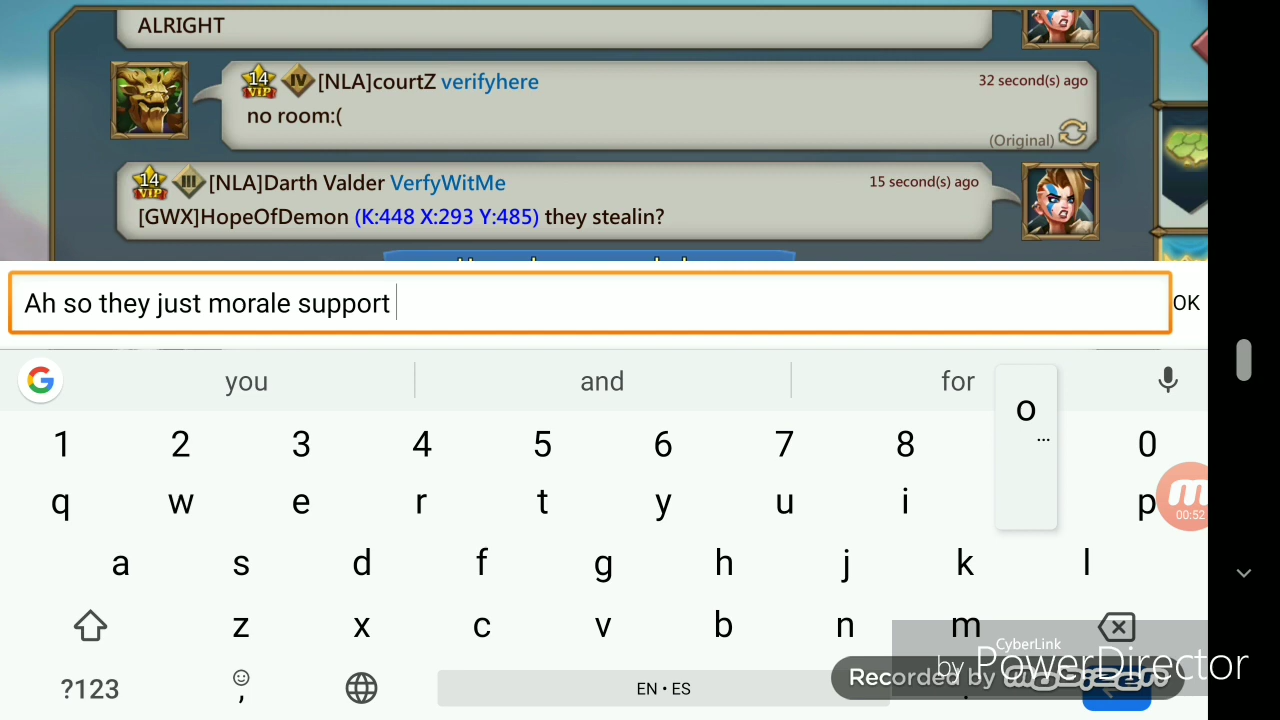 ALRIGHT
14 VIP IV [NLA]courtZ verifyhere 32 second(s) ago
no room:(
(Original)
14 VIP III [NLA]Darth Valder VerfyWitMe 15 second(s) ago
[GWX]HopeOfDemon (K:448 X:293 Y:485) they stealin?
Ah so they just morale support OK
you and for
1 2 3 4 5 6 7 8 0
o
...
q w e r t y u i p
00:52
a s d f g h j k l
z x c v b n m
CyberLink
by PowerDirector
?123 , EN • ES .
Recorded by mobizen